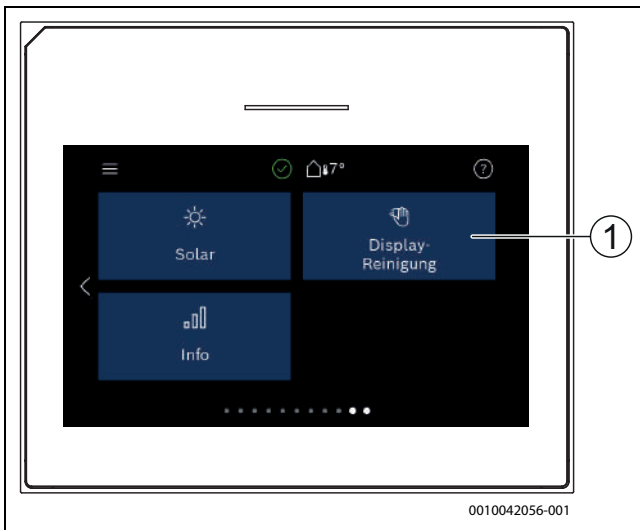 7°
?
Solar
Display-
Reinigung
1
Info
0010042056-001